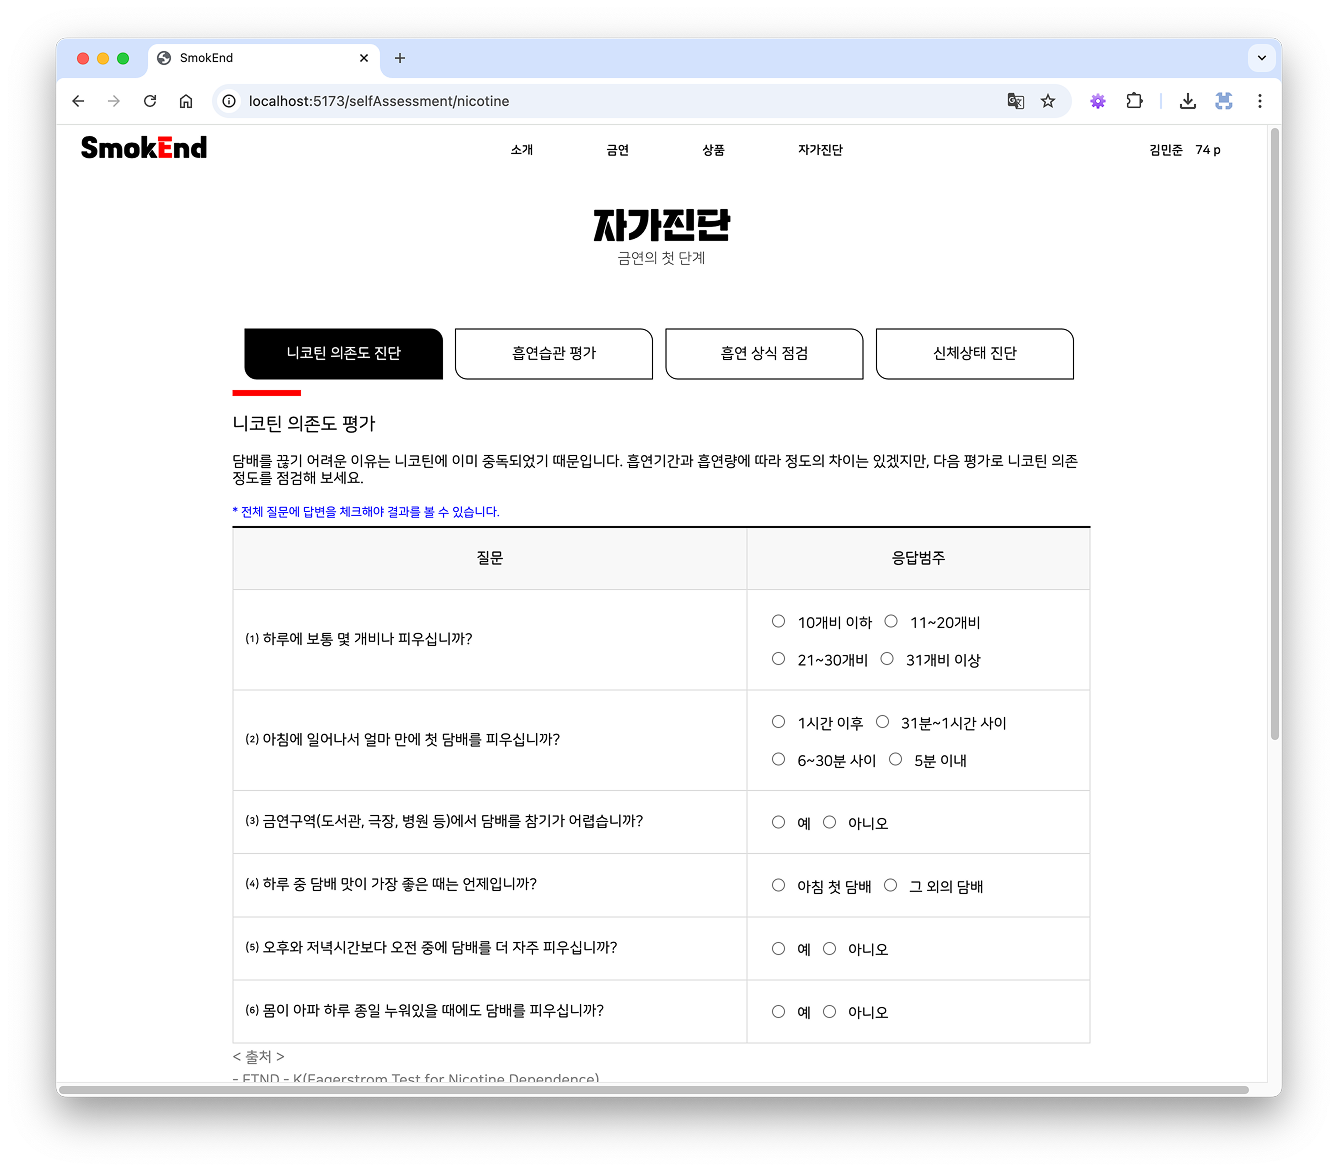 SmokEnd
localhost:5173/selfAssessment/nicotine
SmokEnd
소개 금연 상품 자가진단 김민준 74 p
자가진단
금연의 첫 단계
니코틴 의존도 진단 흡연습관 평가 흡연 상식 점검 신체상태 진단
니코틴 의존도 평가
담배를 끊기 어려운 이유는 니코틴에 이미 중독되었기 때문입니다. 흡연기간과 흡연량에 따라 정도의 차이는 있겠지만, 다음 평가로 니코틴 의존
정도를 점검해 보세요.
* 전체 질문에 답변을 체크해야 결과를 볼 수 있습니다.
질문 응답범주
(1) 하루에 보통 몇 개비나 피우십니까?
10개비 이하 11~20개비
21~30개비 31개비 이상
(2) 아침에 일어나서 얼마 만에 첫 담배를 피우십니까?
1시간 이후 31분~1시간 사이
6~30분 사이 5분 이내
(3) 금연구역(도서관, 극장, 병원 등)에서 담배를 참기가 어렵습니까?
예 아니오
(4) 하루 중 담배 맛이 가장 좋은 때는 언제입니까?
아침 첫 담배 그 외의 담배
(5) 오후와 저녁시간보다 오전 중에 담배를 더 자주 피우십니까?
예 아니오
(6) 몸이 아파 하루 종일 누워있을 때에도 담배를 피우십니까?
예 아니오
< 출처 >
- FTND - K(Fagerstrom Test for Nicotine Dependence)